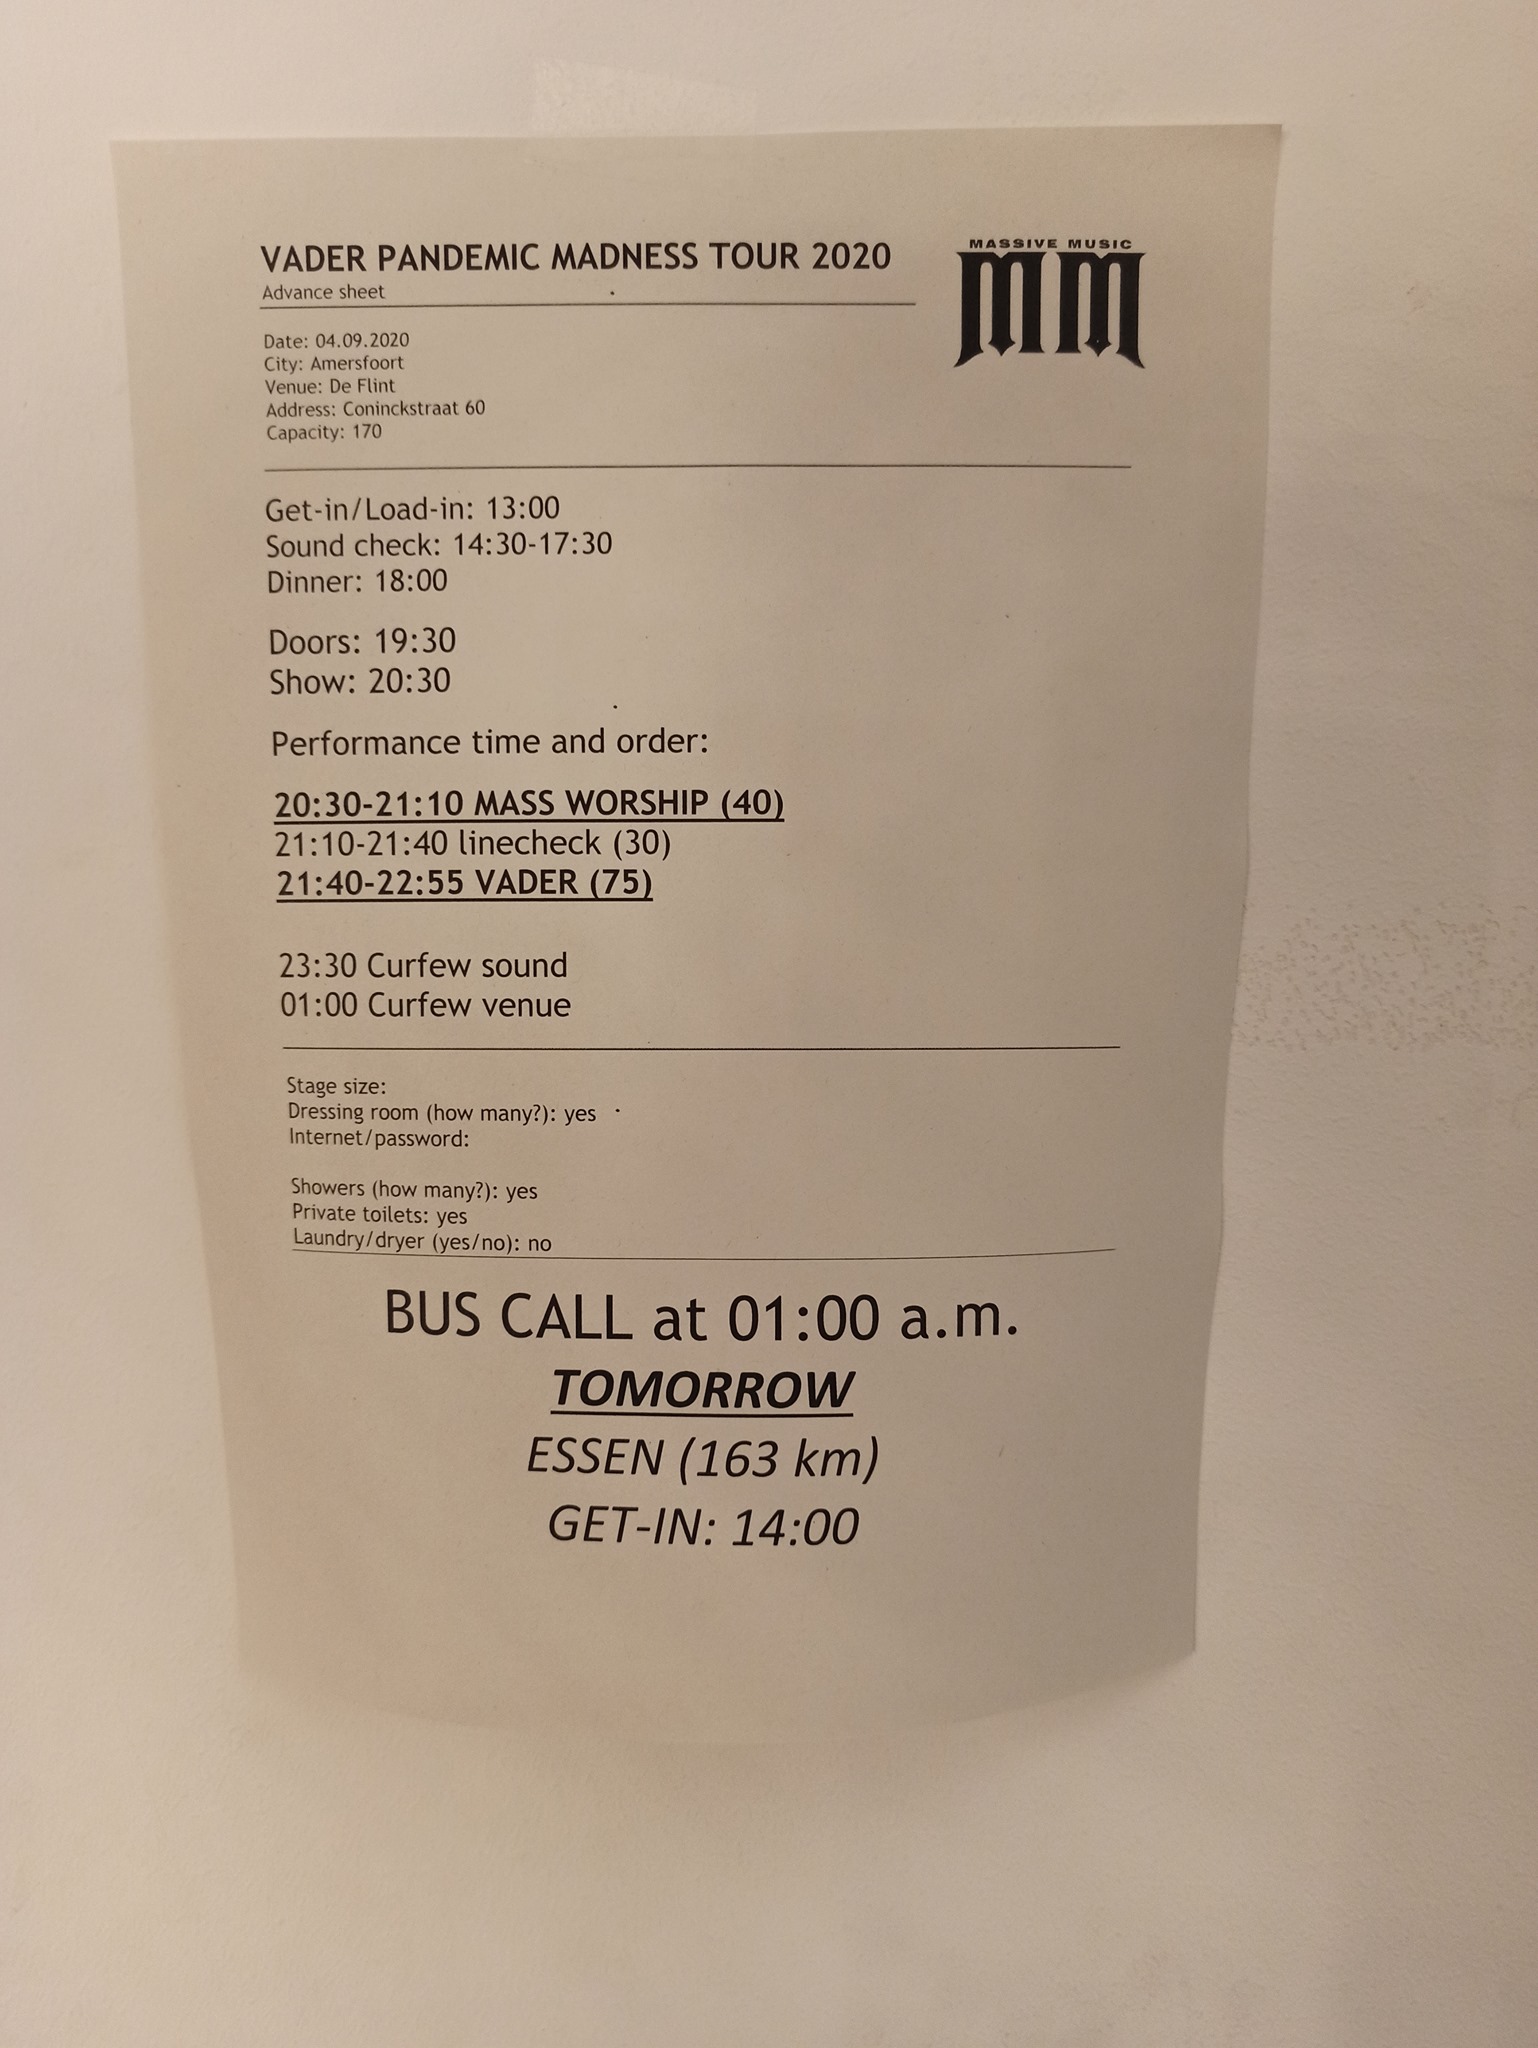 VADER PANDEMIC MADNESS TOUR 2020
Advance sheet
MASSIVE MUSIC
MM
Date: 04.09.2020
City: Amersfoort
Venue: De Flint
Address: Coninckstraat 60
Capacity: 170
Get-in/Load-in: 13:00
Sound check: 14:30-17:30
Dinner: 18:00
Doors: 19:30
Show: 20:30
Performance time and order:
20:30-21:10 MASS WORSHIP (40)
21:10-21:40 linecheck (30)
21:40-22:55 VADER (75)
23:30 Curfew sound
01:00 Curfew venue
Stage size:
Dressing room (how many?): yes
Internet/password:
Showers (how many?): yes
Private toilets: yes
Laundry/dryer (yes/no): no
BUS CALL at 01:00 a.m.
TOMORROW
ESSEN (163 km)
GET-IN: 14:00